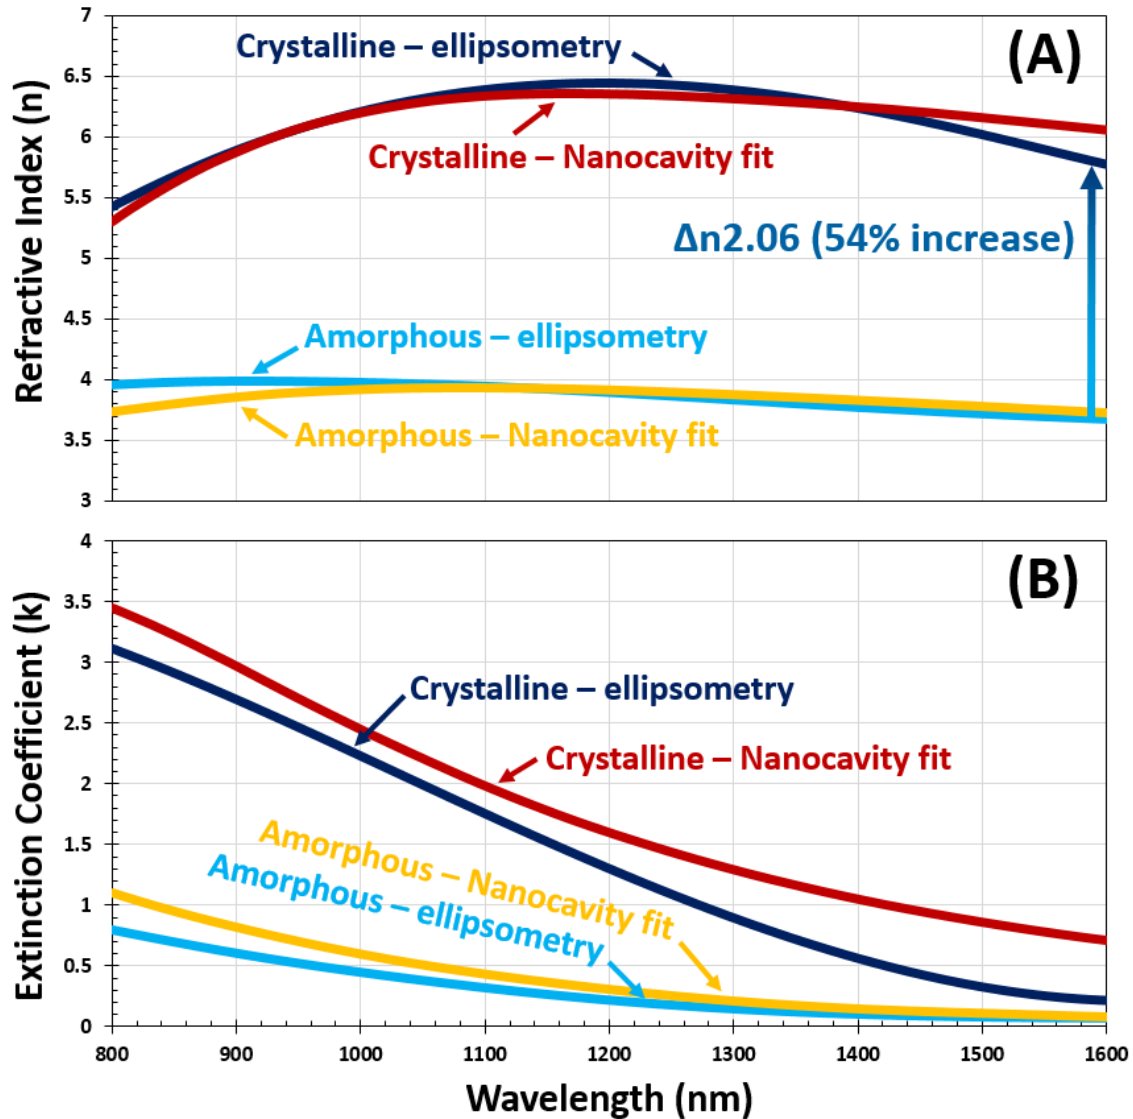 (A)
Refractive Index (n)
7
6.5
6
5.5
5
4.5
4
3.5
3
Crystalline – ellipsometry
Crystalline – Nanocavity fit
Δn2.06 (54% increase)
Amorphous – ellipsometry
Amorphous – Nanocavity fit
(B)
Extinction Coefficient (k)
4
3.5
3
2.5
2
1.5
1
0.5
0
Crystalline – ellipsometry
Crystalline – Nanocavity fit
Amorphous – Nanocavity fit
Amorphous – ellipsometry
800 900 1000 1100 1200 1300 1400 1500 1600
Wavelength (nm)